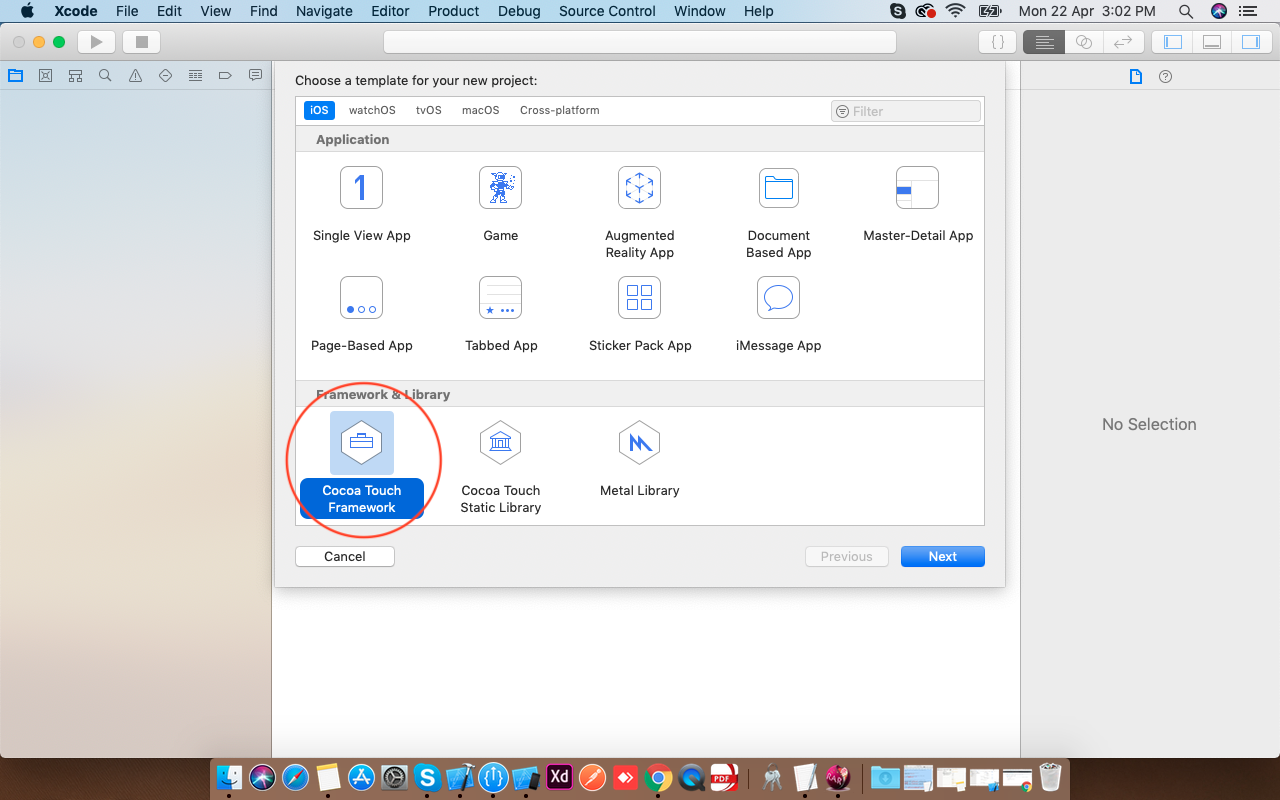 Xcode File Edit View Find Navigate Editor Product Debug Source Control Window Help Mon 22 Apr 3:02 PM
Choose a template for your new project:
iOS watchOS tvOS macOS Cross-platform Filter
Application
1
Single View App
Game
Augmented
Reality App
Document
Based App
Master-Detail App
Page-Based App
Tabbed App
Sticker Pack App
iMessage App
Framework & Library
Cocoa Touch
Framework
Cocoa Touch
Static Library
Metal Library
Cancel Previous Next
No Selection
Xd
PDF